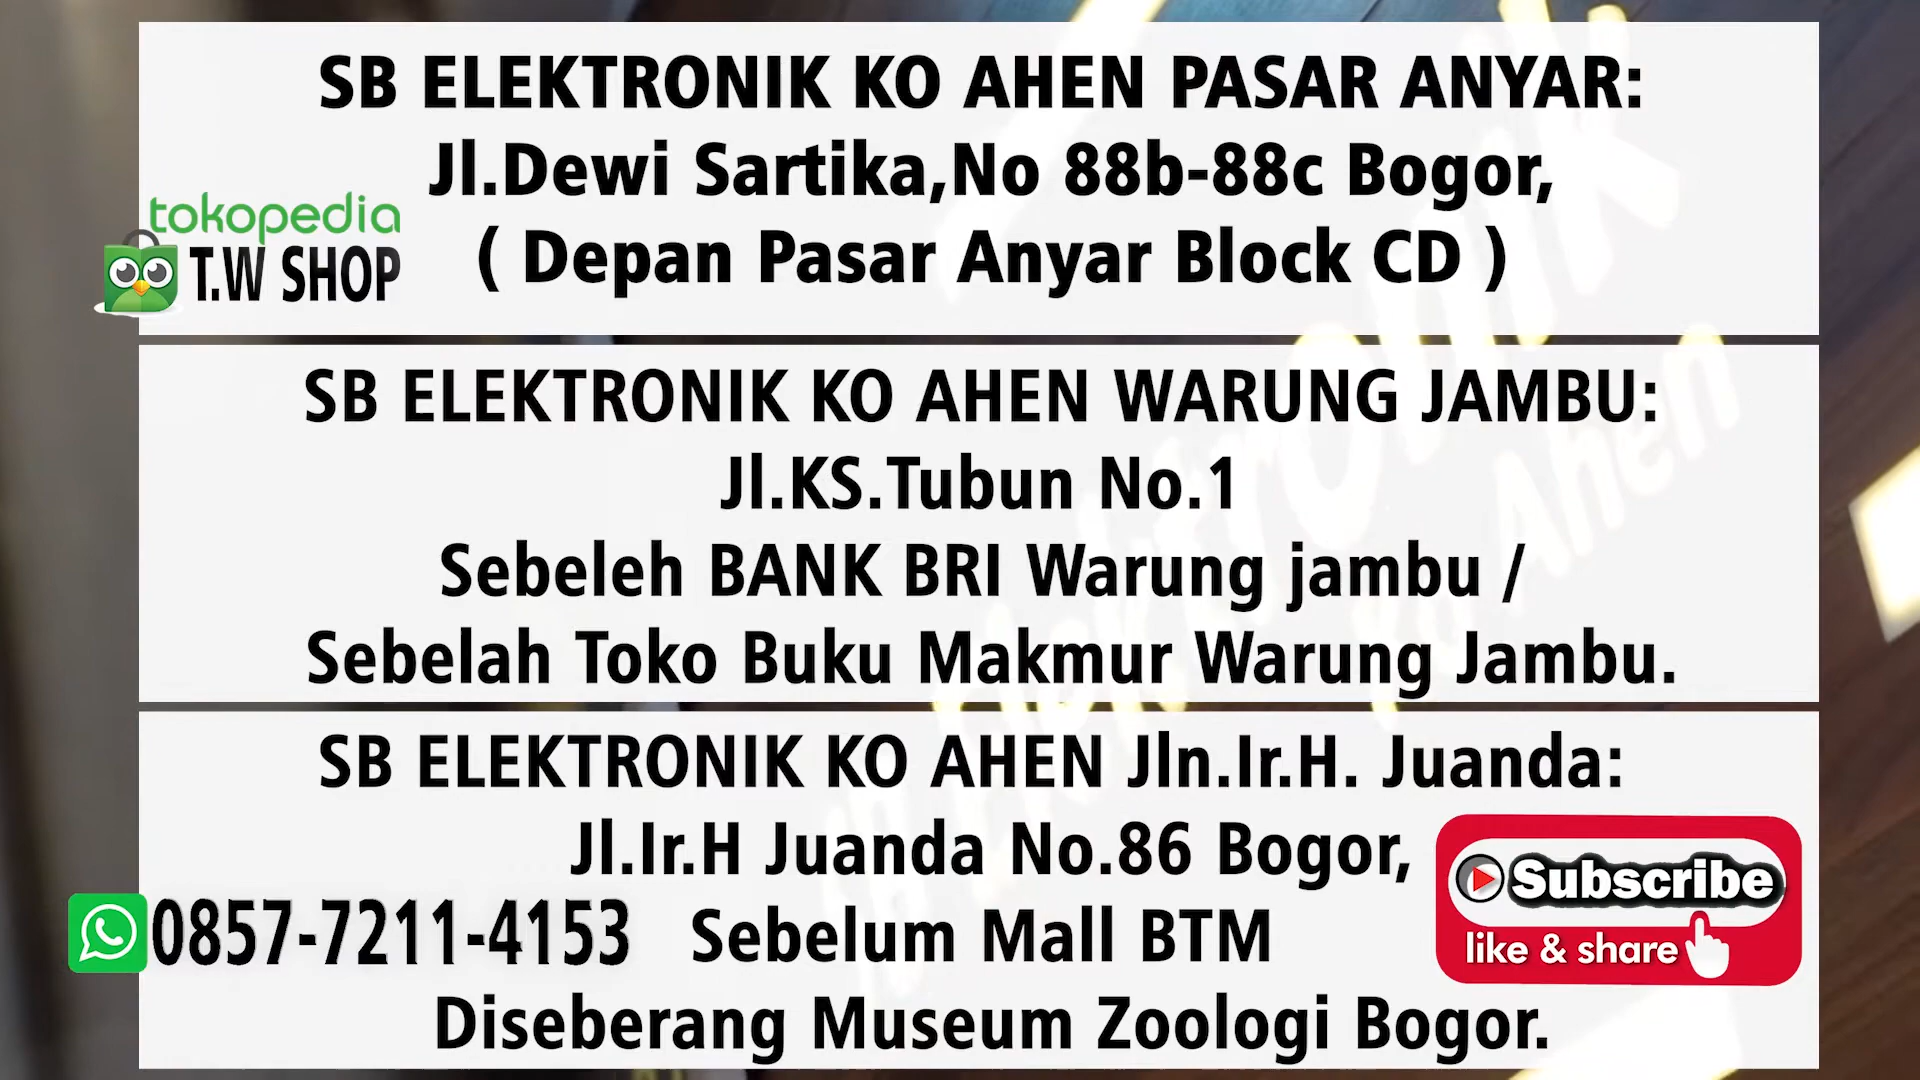 SB ELEKTRONIK KO AHEN PASAR ANYAR:
Jl.Dewi Sartika,No 88b-88c Bogor,
( Depan Pasar Anyar Block CD )
tokopedia
T.W SHOP
SB ELEKTRONIK KO AHEN WARUNG JAMBU:
Jl.KS.Tubun No.1
Sebeleh BANK BRI Warung jambu /
Sebelah Toko Buku Makmur Warung Jambu.
SB ELEKTRONIK KO AHEN Jln.Ir.H. Juanda:
Jl.Ir.H Juanda No.86 Bogor,
Sebelum Mall BTM
Diseberang Museum Zoologi Bogor.
0857-7211-4153
Subscribe
like & share
Elektronik
Ko Ahen